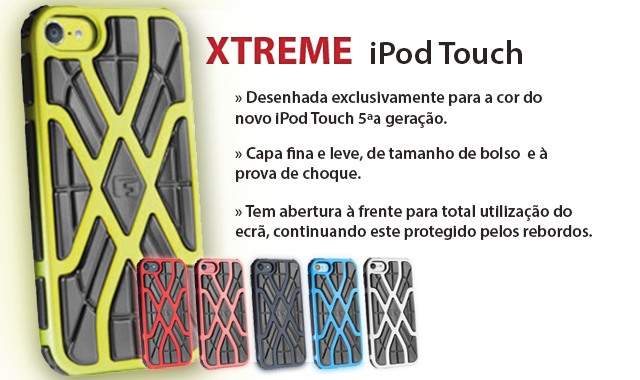 XTREME iPod Touch
» Desenhada exclusivamente para a cor do
novo iPod Touch 5ªa geração.
» Capa fina e leve, de tamanho de bolso e à
prova de choque.
» Tem abertura à frente para total utilização do
ecrã, continuando este protegido pelos rebordos.